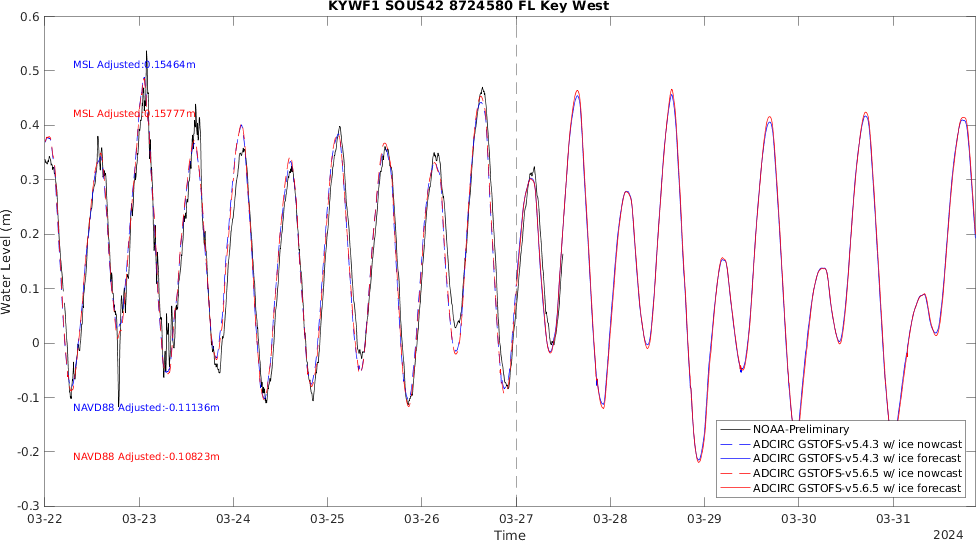 KYWF1 SOUS42 8724580 FL Key West
0.6
0.5
0.4
0.3
0.2
0.1
0
-0.1
-0.2
-0.3
Water Level (m)
MSL Adjusted:0.15464m
MSL Adjusted:0.15777m
NAVD88 Adjusted:-0.11136m
NAVD88 Adjusted:-0.10823m
NOAA-Preliminary
ADCIRC GSTOFS-v5.4.3 w/ ice nowcast
ADCIRC GSTOFS-v5.4.3 w/ ice forecast
ADCIRC GSTOFS-v5.6.5 w/ ice nowcast
ADCIRC GSTOFS-v5.6.5 w/ ice forecast
03-22 03-23 03-24 03-25 03-26 03-27 03-28 03-29 03-30 03-31
Time
2024